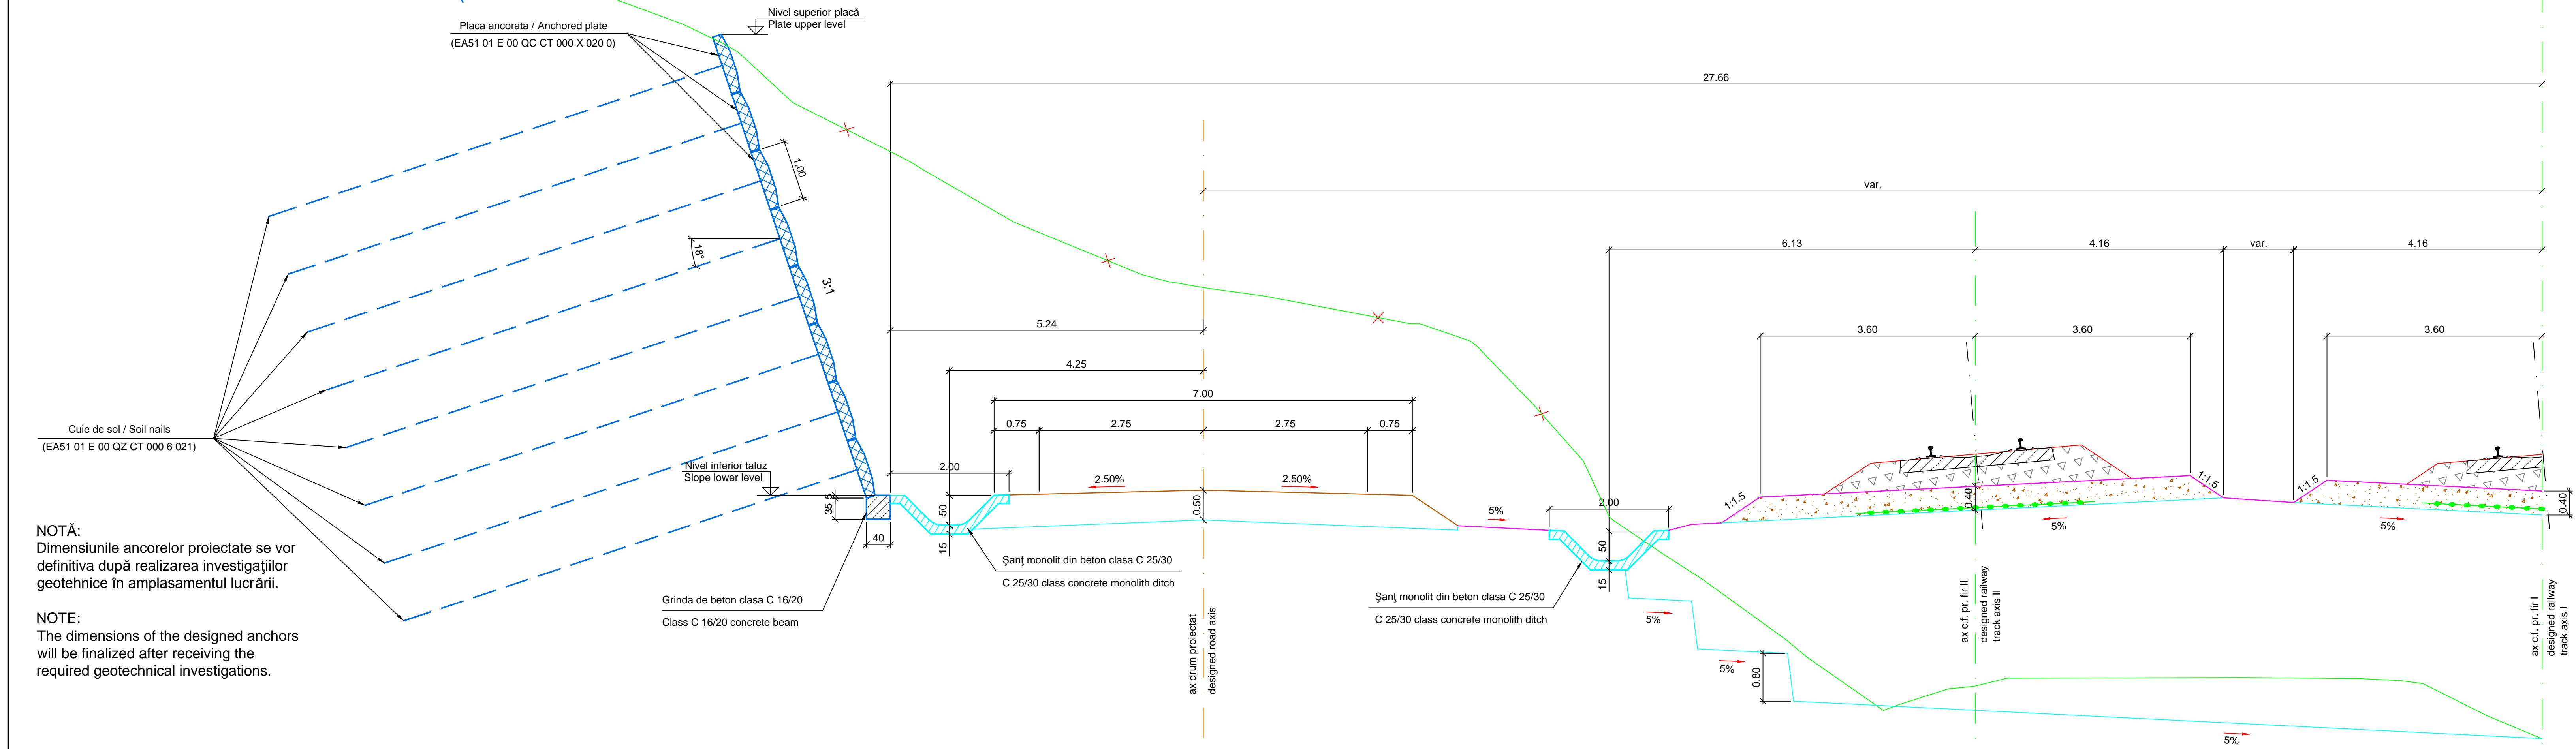 Nivel superior placă
Plate upper level
Placa ancorata / Anchored plate
(EA51 01 E 00 QC CT 000 X 020 0)
27.66
1.00
var.
18°
3:1
6.13
4.16
var.
4.16
5.24
3.60
3.60
3.60
4.25
7.00
0.75
2.75
2.75
0.75
Cuie de sol / Soil nails
(EA51 01 E 00 QZ CT 000 6 021)
Nivel inferior taluz
Slope lower level
2.00
2.50%
2.50%
35
5
50
0.50
40
15
5%
2.00
50
15
1:1.5
0.40
1:1.5
1:1.5
0.40
5%
5%
NOTĂ:
Dimensiunile ancorelor proiectate se vor
definitiva după realizarea investigaţiilor
geotehnice în amplasamentul lucrării.
NOTE:
The dimensions of the designed anchors
will be finalized after receiving the
required geotechnical investigations.
Şanţ monolit din beton clasa C 25/30
C 25/30 class concrete monolith ditch
Grinda de beton clasa C 16/20
Class C 16/20 concrete beam
Şanţ monolit din beton clasa C 25/30
C 25/30 class concrete monolith ditch
ax drum proiectat
designed road axis
5%
5%
0.80
ax c.f. pr. fir II
designed railway
track axis II
ax c.f. pr. fir I
designed railway
track axis I
5%